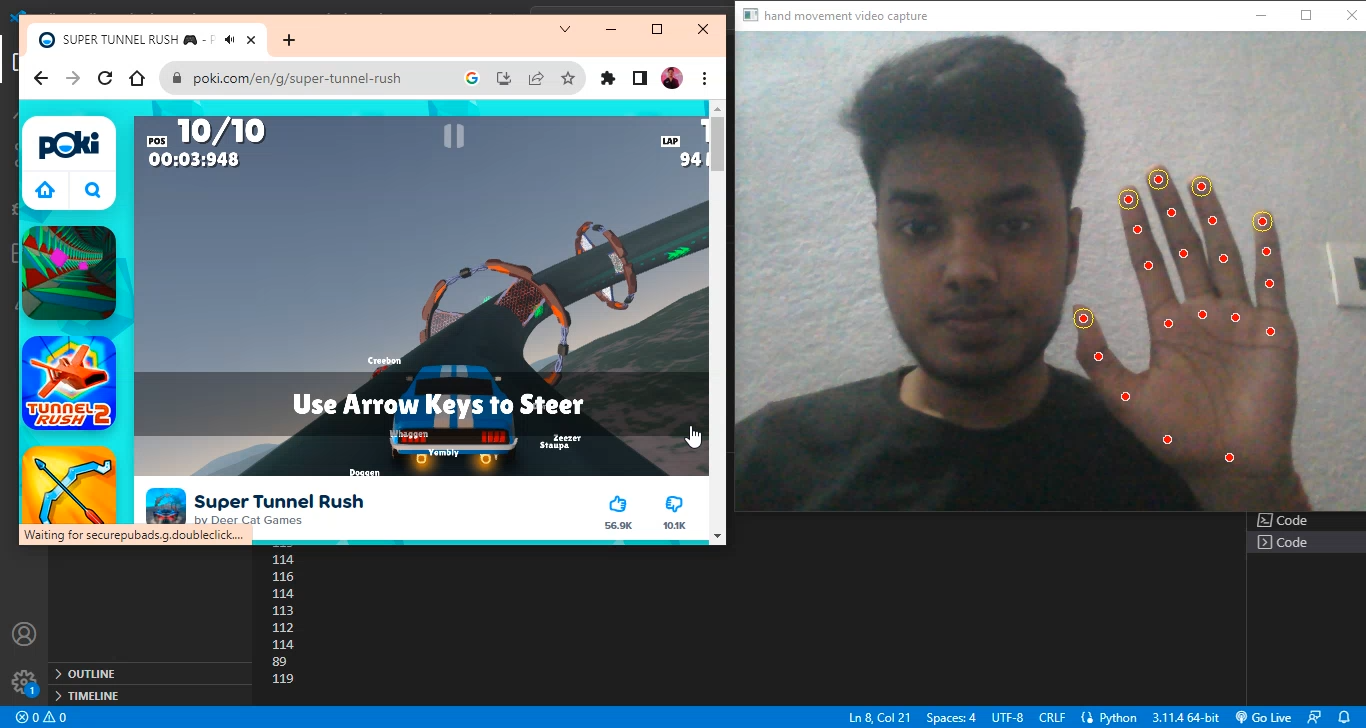 SUPER TUNNEL RUSH 🎮 - P
poki.com/en/g/super-tunnel-rush
poki
POS 10/10
00:03:948
LAP 1
94
Creebon
Use Arrow Keys to Steer
Whaggen
Yombly
Zeezer
Staupa
Doggen
TUNNEL RUSH 2
Super Tunnel Rush
by Deer Cat Games
56.9K
10.1K
Waiting for securepubads.g.doubleclick....
hand movement video capture
Code
Code
114
116
114
113
112
114
89
119
OUTLINE
TIMELINE
1
0 0
Ln 8, Col 21
Spaces: 4
UTF-8
CRLF
Python
3.11.4 64-bit
Go Live